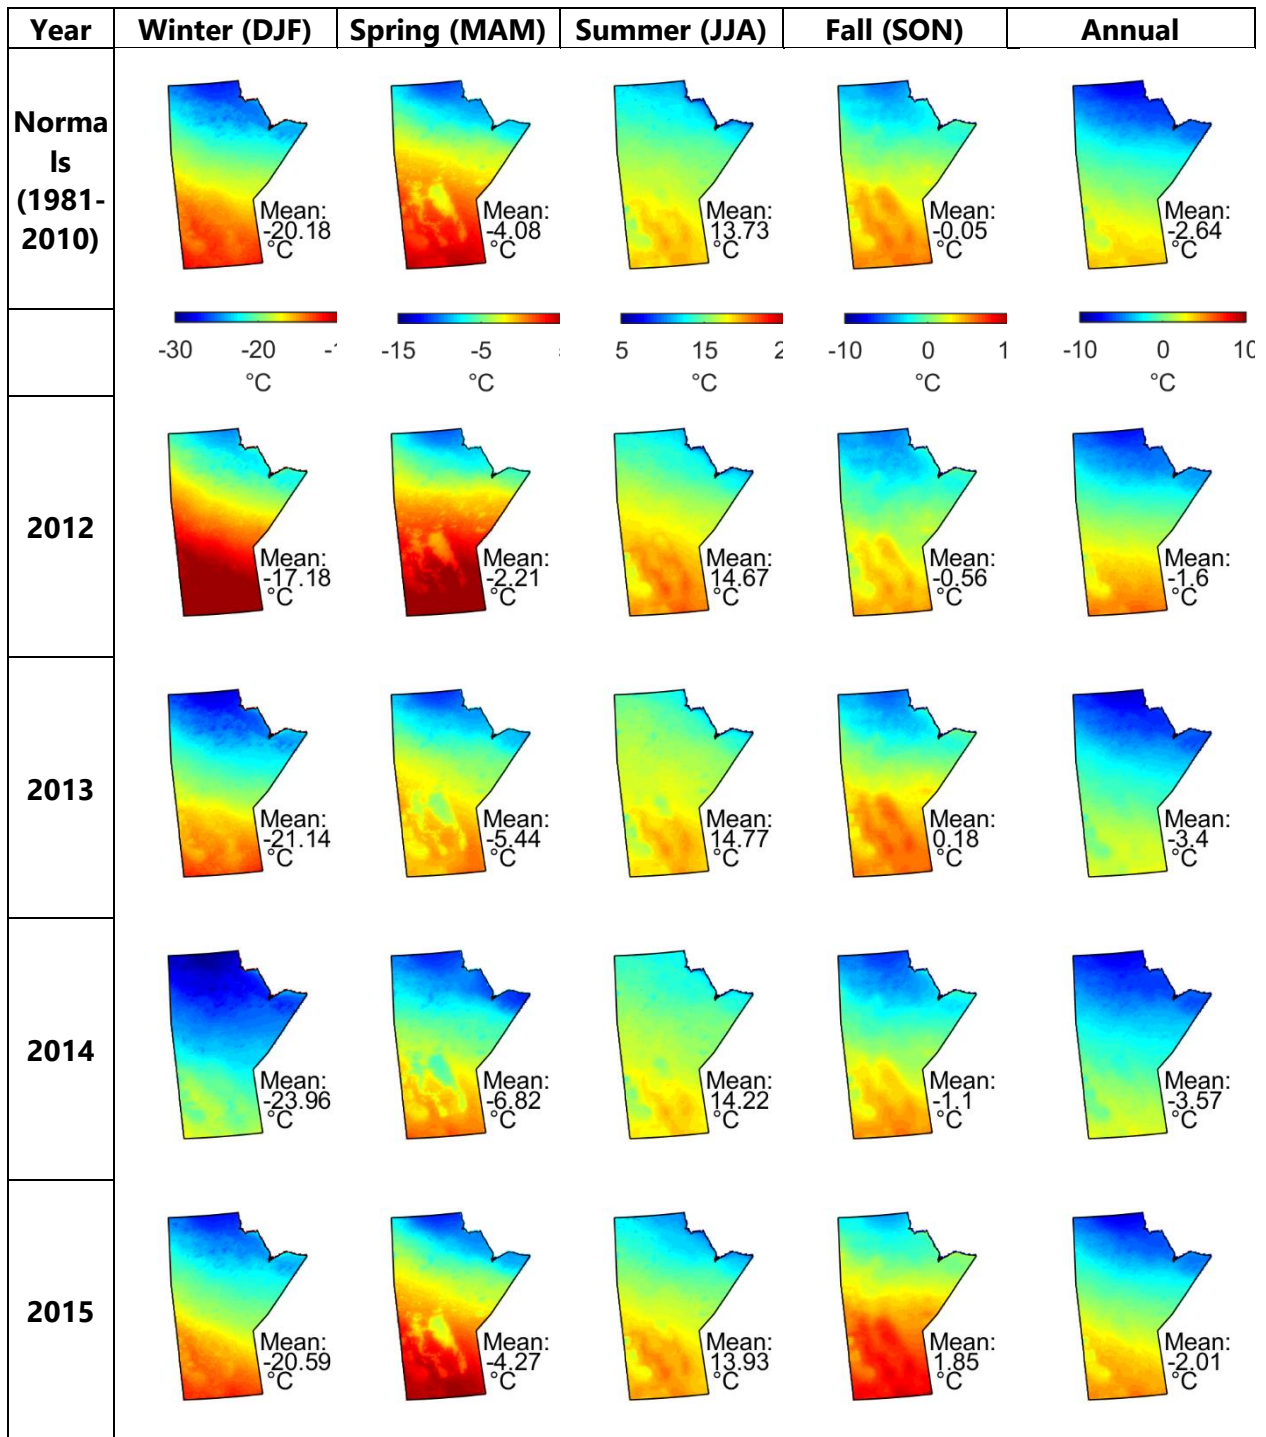 Year Winter (DJF) Spring (MAM) Summer (JJA) Fall (SON) Annual
Norma
ls
(1981-
2010)
Mean:
-20.18
°C
Mean:
-4.08
°C
Mean:
13.73
°C
Mean:
-0.05
°C
Mean:
-2.64
°C
-30 -20 -1
°C
-15 -5
°C
5 15 2
°C
-10 0 1
°C
-10 0 10
°C
2012
Mean:
-17.18
°C
Mean:
-2.21
°C
Mean:
14.67
°C
Mean:
-0.56
°C
Mean:
-1.6
°C
2013
Mean:
-21.14
°C
Mean:
-5.44
°C
Mean:
14.77
°C
Mean:
0.18
°C
Mean:
-3.4
°C
2014
Mean:
-23.96
°C
Mean:
-6.82
°C
Mean:
14.22
°C
Mean:
-1.1
°C
Mean:
-3.57
°C
2015
Mean:
-20.59
°C
Mean:
-4.27
°C
Mean:
13.93
°C
Mean:
1.85
°C
Mean:
-2.01
°C